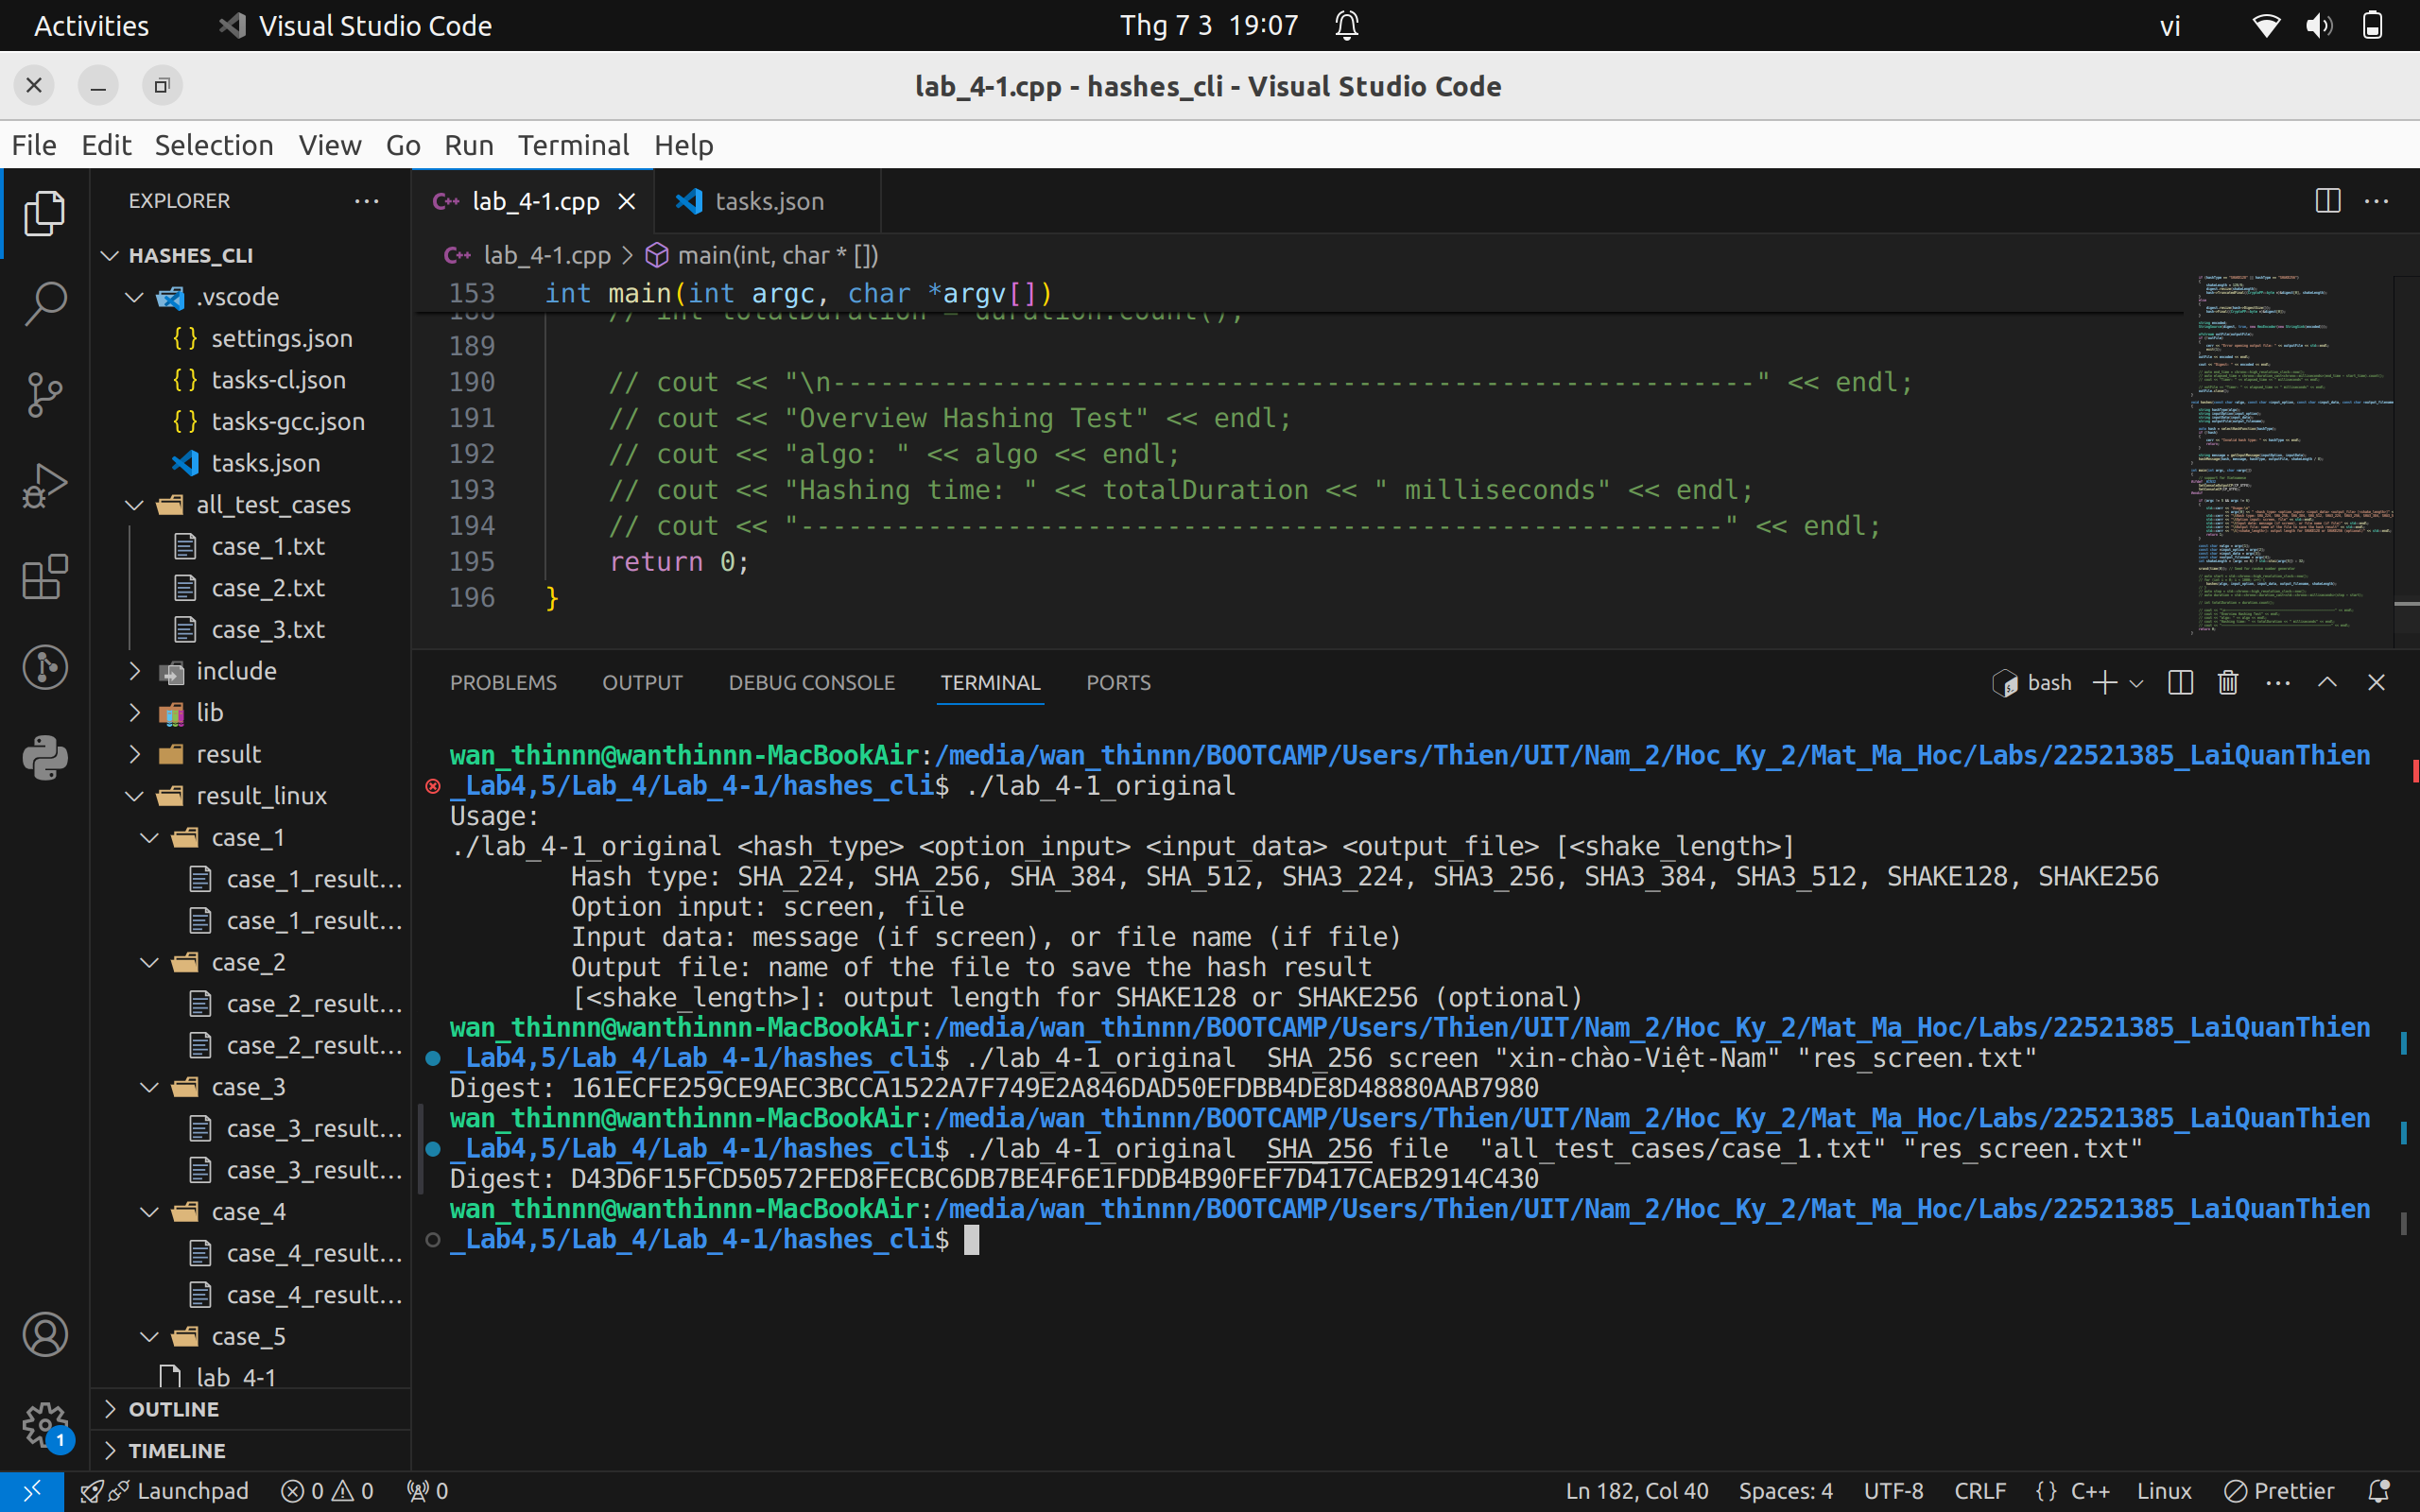 Activities Visual Studio Code Thg 7 3 19:07 vi
lab_4-1.cpp - hashes_cli - Visual Studio Code
File Edit Selection View Go Run Terminal Help
EXPLORER
HASHES_CLI
.vscode
settings.json
tasks-cl.json
tasks-gcc.json
tasks.json
all_test_cases
case_1.txt
case_2.txt
case_3.txt
include
lib
result
result_linux
case_1
case_1_result...
case_1_result...
case_2
case_2_result...
case_2_result...
case_3
case_3_result...
case_3_result...
case_4
case_4_result...
case_4_result...
case_5
lab_4-1
OUTLINE
TIMELINE
lab_4-1.cpp tasks.json
lab_4-1.cpp > main(int, char * [])
153 int main(int argc, char *argv[])
188 // int totalDuration = duration.count();
189
190 // cout << "\n----------------------------------------------------------" << endl;
191 // cout << "Overview Hashing Test" << endl;
192 // cout << "algo: " << algo << endl;
193 // cout << "Hashing time: " << totalDuration << " milliseconds" << endl;
194 // cout << "----------------------------------------------------------" << endl;
195 return 0;
196 }
PROBLEMS OUTPUT DEBUG CONSOLE TERMINAL PORTS bash
wan_thinnn@wanthinnn-MacBookAir:/media/wan_thinnn/BOOTCAMP/Users/Thien/UIT/Nam_2/Hoc_Ky_2/Mat_Ma_Hoc/Labs/22521385_LaiQuanThien
_Lab4,5/Lab_4/Lab_4-1/hashes_cli$ ./lab_4-1_original
Usage:
./lab_4-1_original <hash_type> <option_input> <input_data> <output_file> [<shake_length>]
Hash type: SHA_224, SHA_256, SHA_384, SHA_512, SHA3_224, SHA3_256, SHA3_384, SHA3_512, SHAKE128, SHAKE256
Option input: screen, file
Input data: message (if screen), or file name (if file)
Output file: name of the file to save the hash result
[<shake_length>]: output length for SHAKE128 or SHAKE256 (optional)
wan_thinnn@wanthinnn-MacBookAir:/media/wan_thinnn/BOOTCAMP/Users/Thien/UIT/Nam_2/Hoc_Ky_2/Mat_Ma_Hoc/Labs/22521385_LaiQuanThien
_Lab4,5/Lab_4/Lab_4-1/hashes_cli$ ./lab_4-1_original  SHA_256 screen "xin-chào-Việt-Nam" "res_screen.txt"
Digest: 161ECFE259CE9AEC3BCCA1522A7F749E2A846DAD50EFDBB4DE8D48880AAB7980
wan_thinnn@wanthinnn-MacBookAir:/media/wan_thinnn/BOOTCAMP/Users/Thien/UIT/Nam_2/Hoc_Ky_2/Mat_Ma_Hoc/Labs/22521385_LaiQuanThien
_Lab4,5/Lab_4/Lab_4-1/hashes_cli$ ./lab_4-1_original  SHA_256 file  "all_test_cases/case_1.txt" "res_screen.txt"
Digest: D43D6F15FCD50572FED8FECBC6DB7BE4F6E1FDDB4B90FEF7D417CAEB2914C430
wan_thinnn@wanthinnn-MacBookAir:/media/wan_thinnn/BOOTCAMP/Users/Thien/UIT/Nam_2/Hoc_Ky_2/Mat_Ma_Hoc/Labs/22521385_LaiQuanThien
_Lab4,5/Lab_4/Lab_4-1/hashes_cli$
1
Launchpad 0 0 0 Ln 182, Col 40 Spaces: 4 UTF-8 CRLF {} C++ Linux Prettier